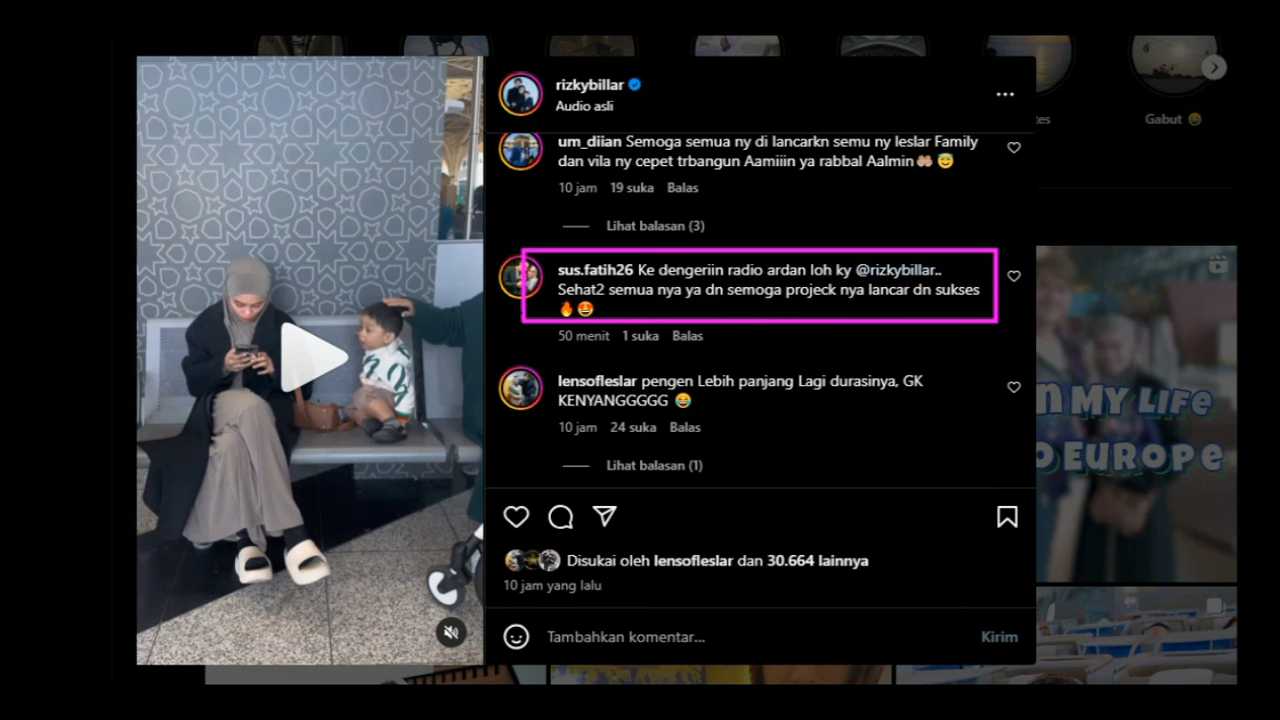 rizkybillar
Audio asli
um_diian Semoga semua ny di lancarkn semu ny leslar Family
dan vila ny cepet trbangun Aamiiin ya rabbal Aalmin🤲🏼 😇
10 jam 19 suka Balas
Lihat balasan (3)
sus.fatih26 Ke dengeriin radio ardan loh ky @rizkybillar..
Sehat2 semua nya ya dn semoga projeck nya lancar dn sukses
🔥🤩
50 menit 1 suka Balas
lensofleslar pengen Lebih panjang Lagi durasinya, GK
KENYANGGGGG 😂
10 jam 24 suka Balas
Lihat balasan (1)
Disukai oleh lensofleslar dan 30.664 lainnya
10 jam yang lalu
Tambahkan komentar...
Kirim
Gabut 😄
MY LIFE
EUROPE